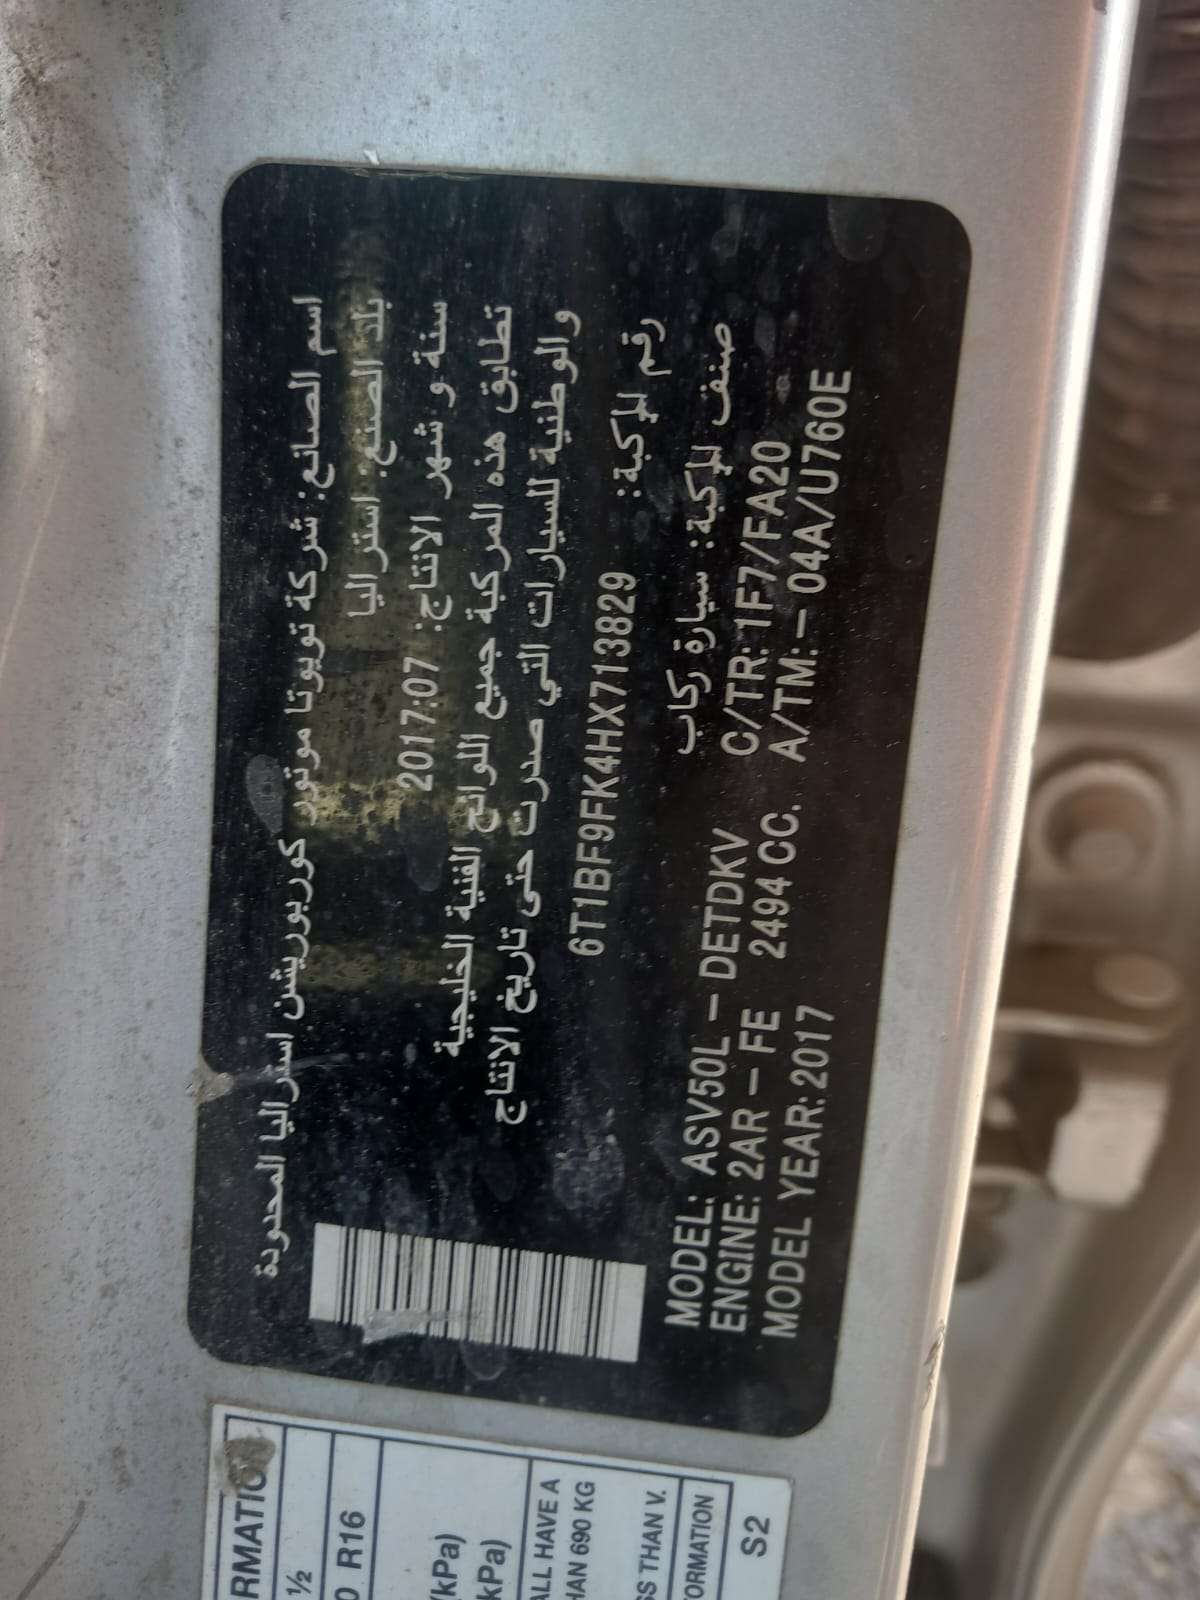 اسم الصانع: شركة تويوتا موتور كوربوريشن استراليا المحدودة
بلد الصنع: استراليا
سنة و شهر الانتاج: 2017:07
تطابق هذه المركبة جميع اللوائح الفنية الخليجية
والوطنية للسيارات التي صدرت حتى تاريخ الانتاج
6T1BF9FK4HX713829
رقم المركبة:
صنف المركبة: سيارة ركاب
MODEL: ASV50L – DETDKV C/TR: 1F7/FA20
ENGINE: 2AR – FE 2494 CC. A/TM: – 04A/U760E
MODEL YEAR: 2017
RMATIO
1/2
0 R16
(kPa)
kPa)
ALL HAVE A
HAN 690 KG
SS THAN V.
ORMATION
S2